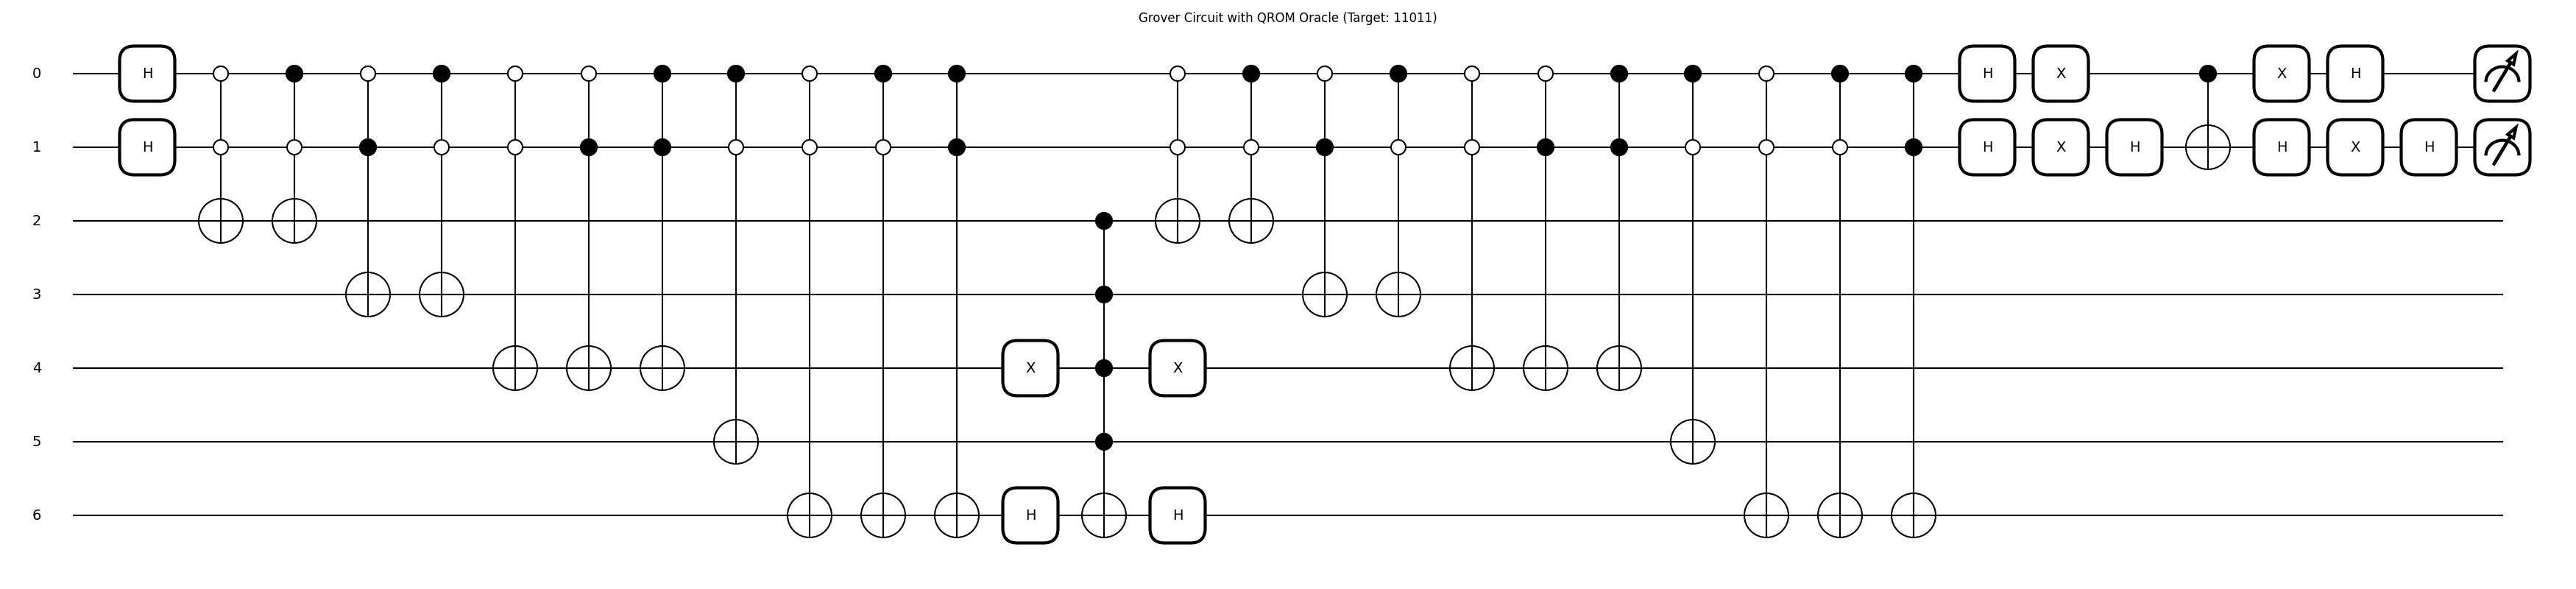 Grover Circuit with QROM Oracle (Target: 11011)
0 H H X X H
1 H H X H H X H
2
3
4 X X
5
6 H H